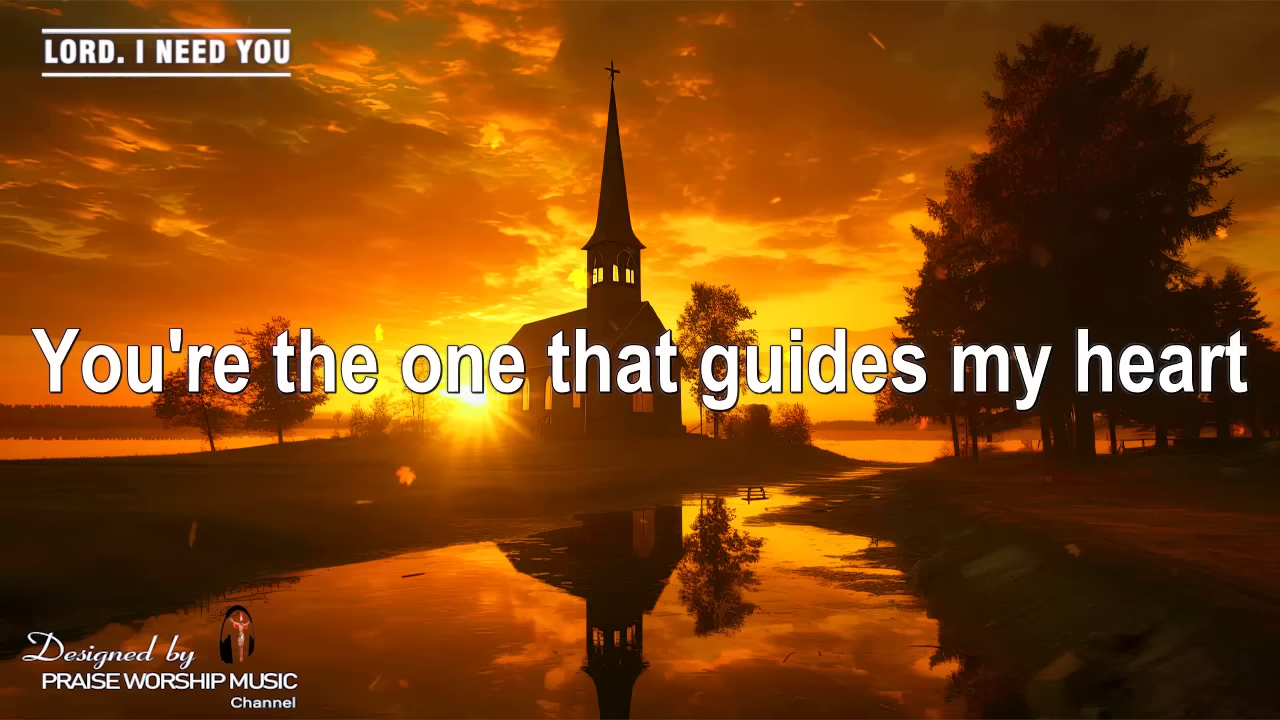 LORD. I NEED YOU
You're the one that guides my heart
Designed by
PRAISE WORSHIP MUSIC
Channel